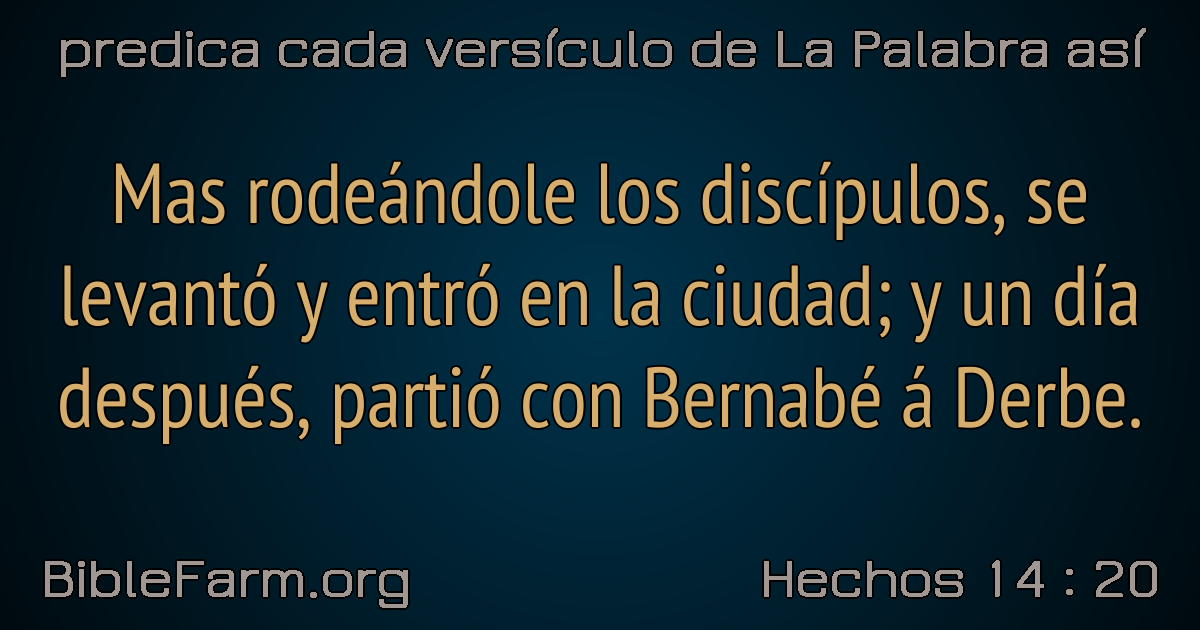 predica cada versículo de La Palabra así
Mas rodeándole los discípulos, se
levantó y entró en la ciudad; y un día
después, partió con Bernabé á Derbe.
BibleFarm.org
Hechos 14 : 20